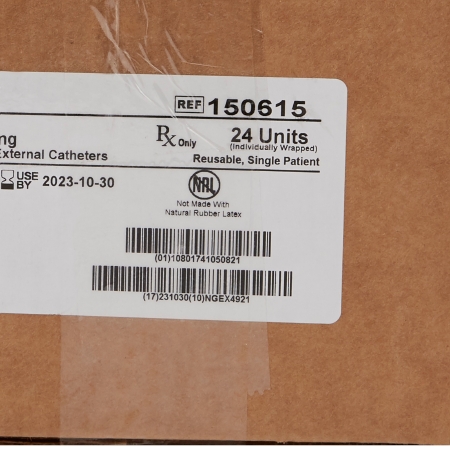 REF 150615
ng
External Catheters
Rx Only
24 Units
(Individually Wrapped)
Reusable, Single Patient
USE BY 2023-10-30
NRL
Not Made With
Natural Rubber Latex
(01)10801741050821
(17)231030(10)NGEX4921